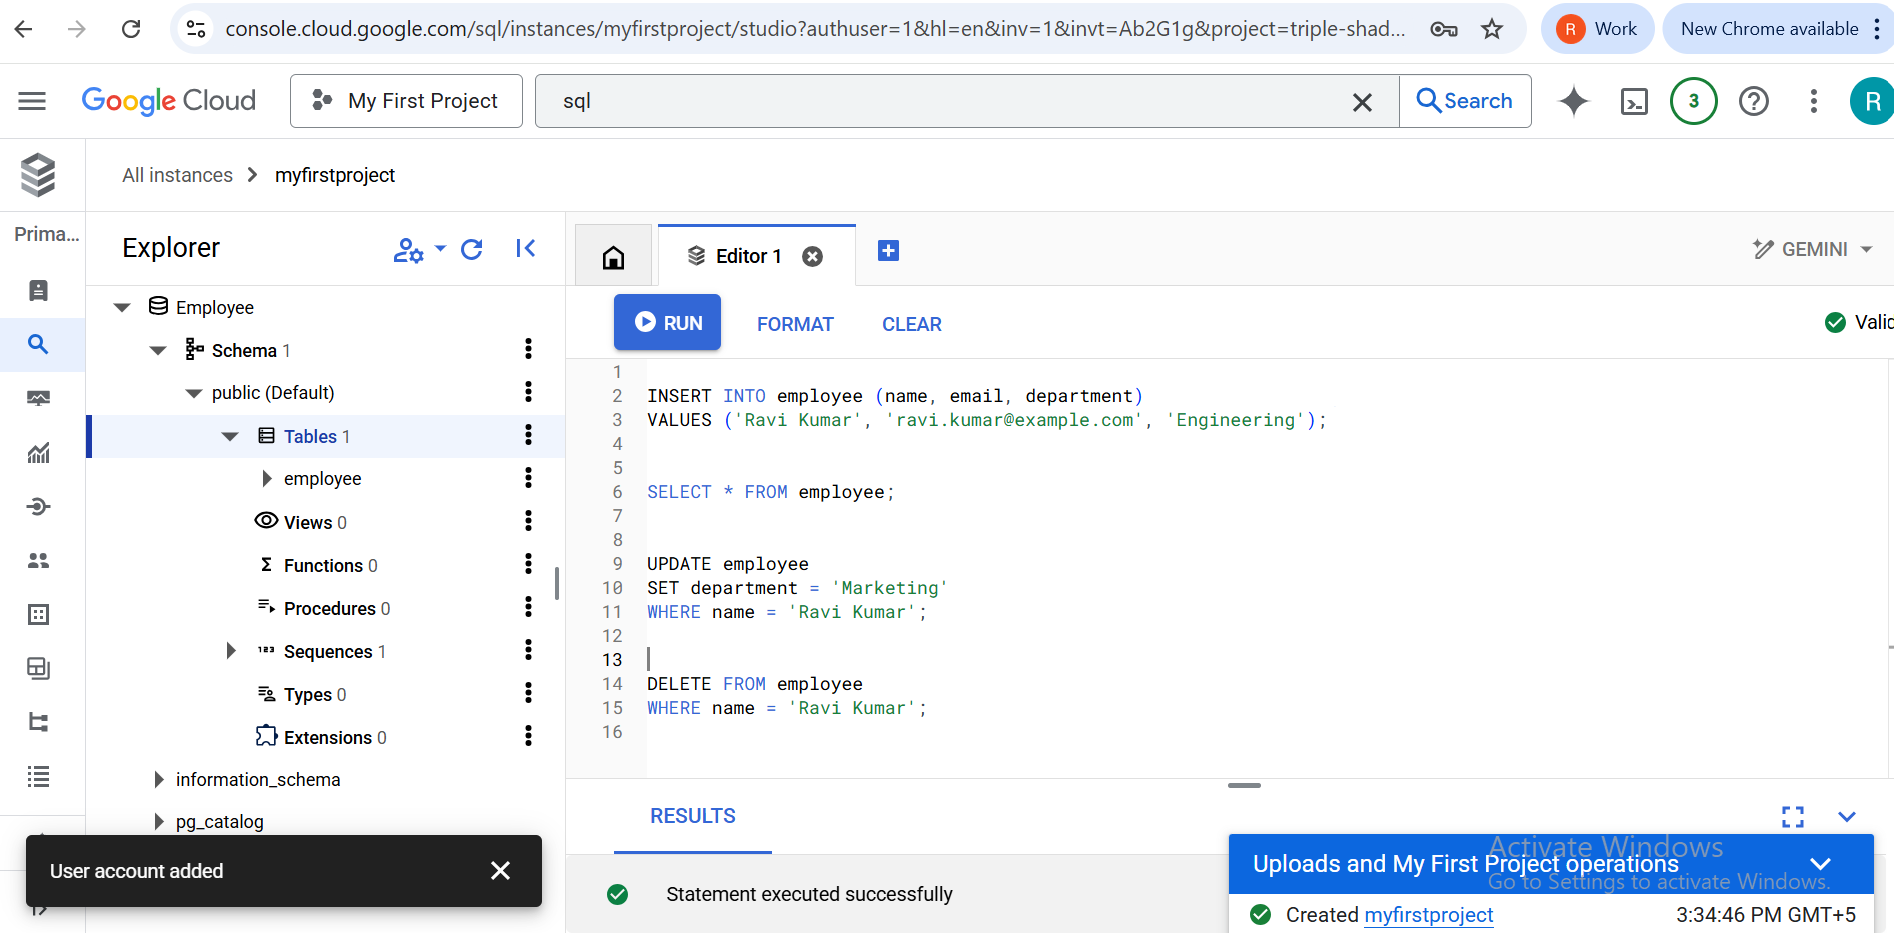 console.cloud.google.com/sql/instances/myfirstproject/studio?authuser=1&hl=en&inv=1&invt=Ab2G1g&project=triple-shad...
R Work
New Chrome available
Google Cloud
My First Project
sql
Search
3
R
All instances > myfirstproject
Prima...
Explorer
Editor 1
GEMINI
Employee
RUN
FORMAT
CLEAR
Valid
Schema 1
public (Default)
Tables 1
employee
Views 0
Functions 0
Procedures 0
Sequences 1
Types 0
Extensions 0
information_schema
pg_catalog
1
2 INSERT INTO employee (name, email, department)
3 VALUES ('Ravi Kumar', 'ravi.kumar@example.com', 'Engineering');
4
5
6 SELECT * FROM employee;
7
8
9 UPDATE employee
10 SET department = 'Marketing'
11 WHERE name = 'Ravi Kumar';
12
13
14 DELETE FROM employee
15 WHERE name = 'Ravi Kumar';
16
RESULTS
Statement executed successfully
User account added
Activate Windows
Go to Settings to activate Windows.
Uploads and My First Project operations
Created myfirstproject
3:34:46 PM GMT+5